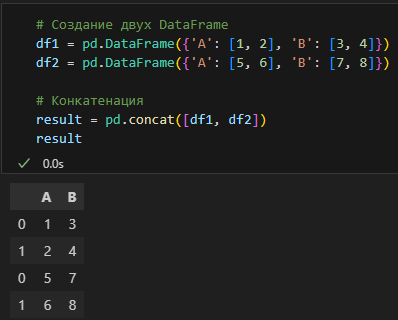 # Создание двух DataFrame
df1 = pd.DataFrame({'A': [1, 2], 'B': [3, 4]})
df2 = pd.DataFrame({'A': [5, 6], 'B': [7, 8]})
# Конкатенация
result = pd.concat([df1, df2])
result
0.0s
A B
0 1 3
1 2 4
0 5 7
1 6 8